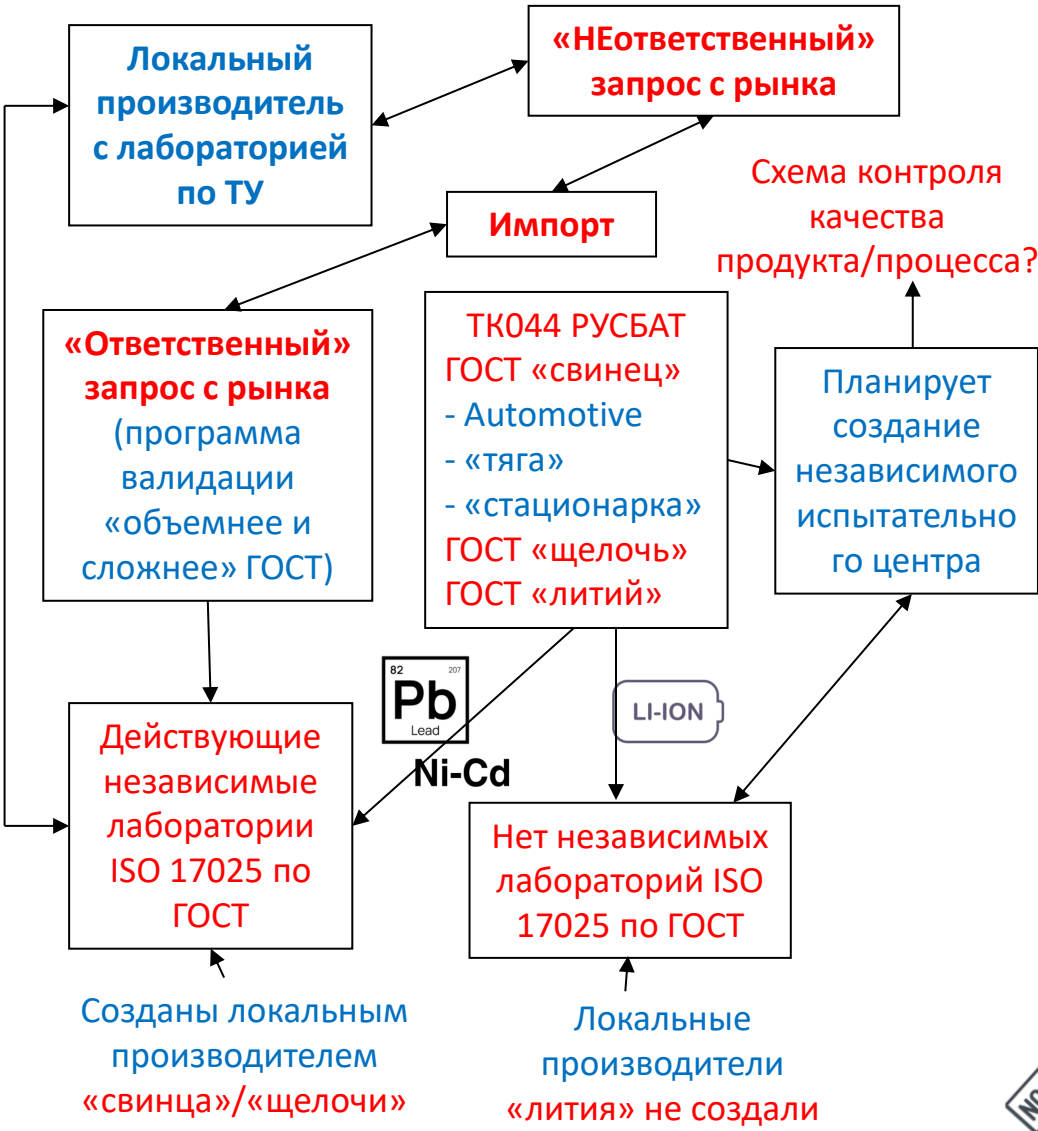 Локальный
производитель
с лабораторией
по ТУ
«НЕответственный»
запрос с рынка
Импорт
Схема контроля
качества
продукта/процесса?
«Ответственный»
запрос с рынка
(программа
валидации
«объемнее и
сложнее» ГОСТ)
ТК044 РУСБАТ
ГОСТ «свинец»
- Automotive
- «тяга»
- «стационарка»
ГОСТ «щелочь»
ГОСТ «литий»
Планирует
создание
независимого
испытательно
го центра
82 207
Pb
Lead
Ni-Cd
LI-ION
Действующие
независимые
лаборатории
ISO 17025 по
ГОСТ
Нет независимых
лабораторий ISO
17025 по ГОСТ
Созданы локальным
производителем
«свинца»/«щелочи»
Локальные
производители
«лития» не создали